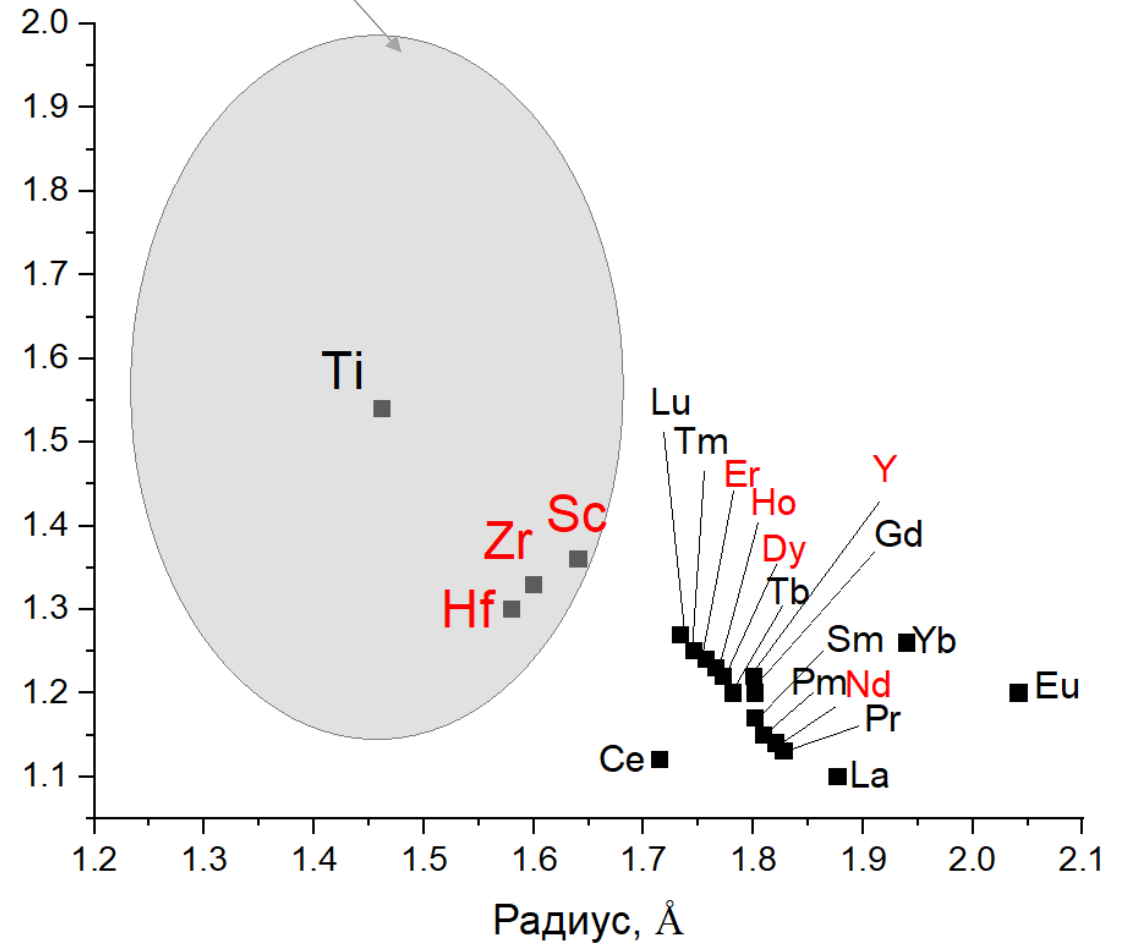 2.0
1.9
1.8
1.7
1.6
Ti
Lu
1.5
Tm
Er
Y
Ho
Sc
1.4
Zr
Gd
Dy
Tb
1.3
Hf
Sm
Yb
1.2
Pm
Nd
Eu
Pr
Ce
1.1
La
1.2 1.3 1.4 1.5 1.6 1.7 1.8 1.9 2.0 2.1
Радиус, Å